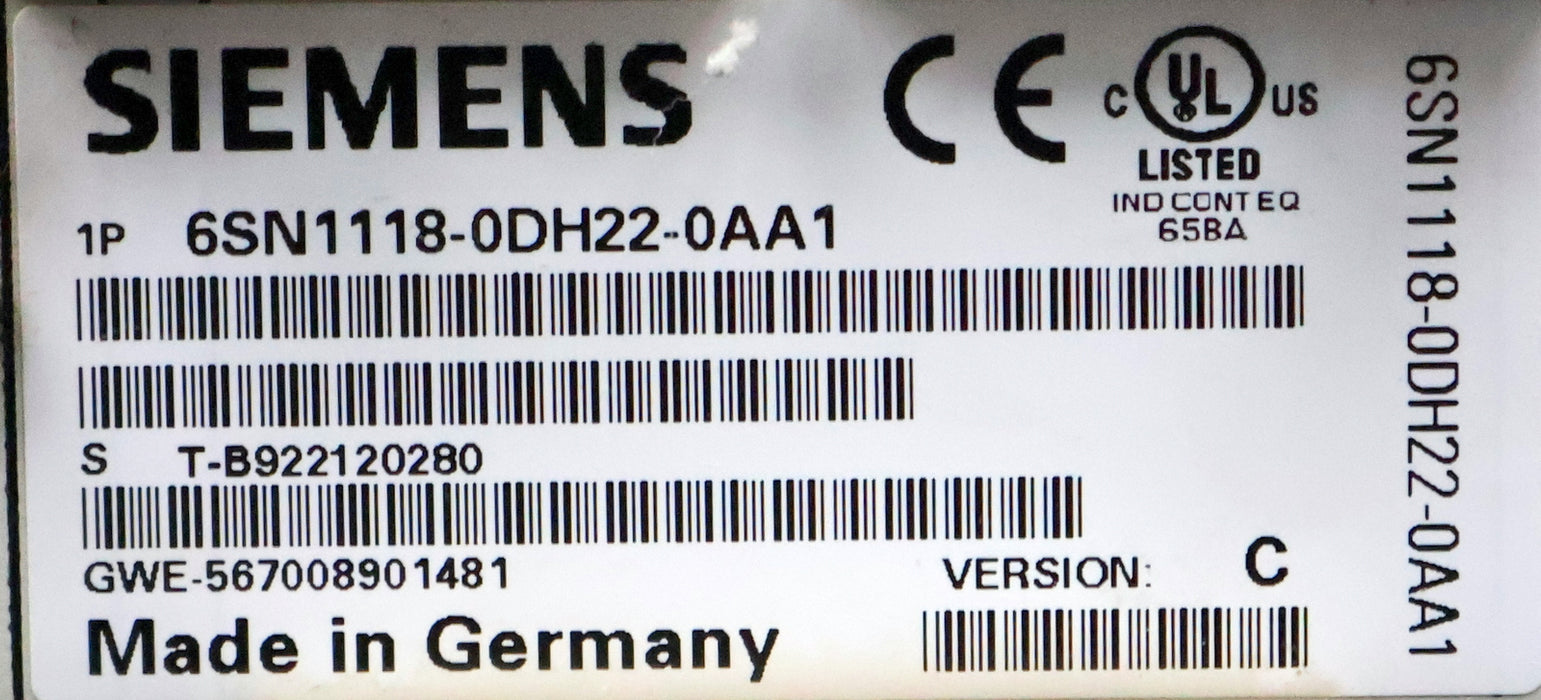 SIEMENS
CE
C UL US
LISTED
IND CONT EQ
65BA
1P 6SN1118-0DH22-0AA1
S T-B922120280
GWE-567008901481
VERSION: C
Made in Germany
6SN1118-0DH22-0AA1